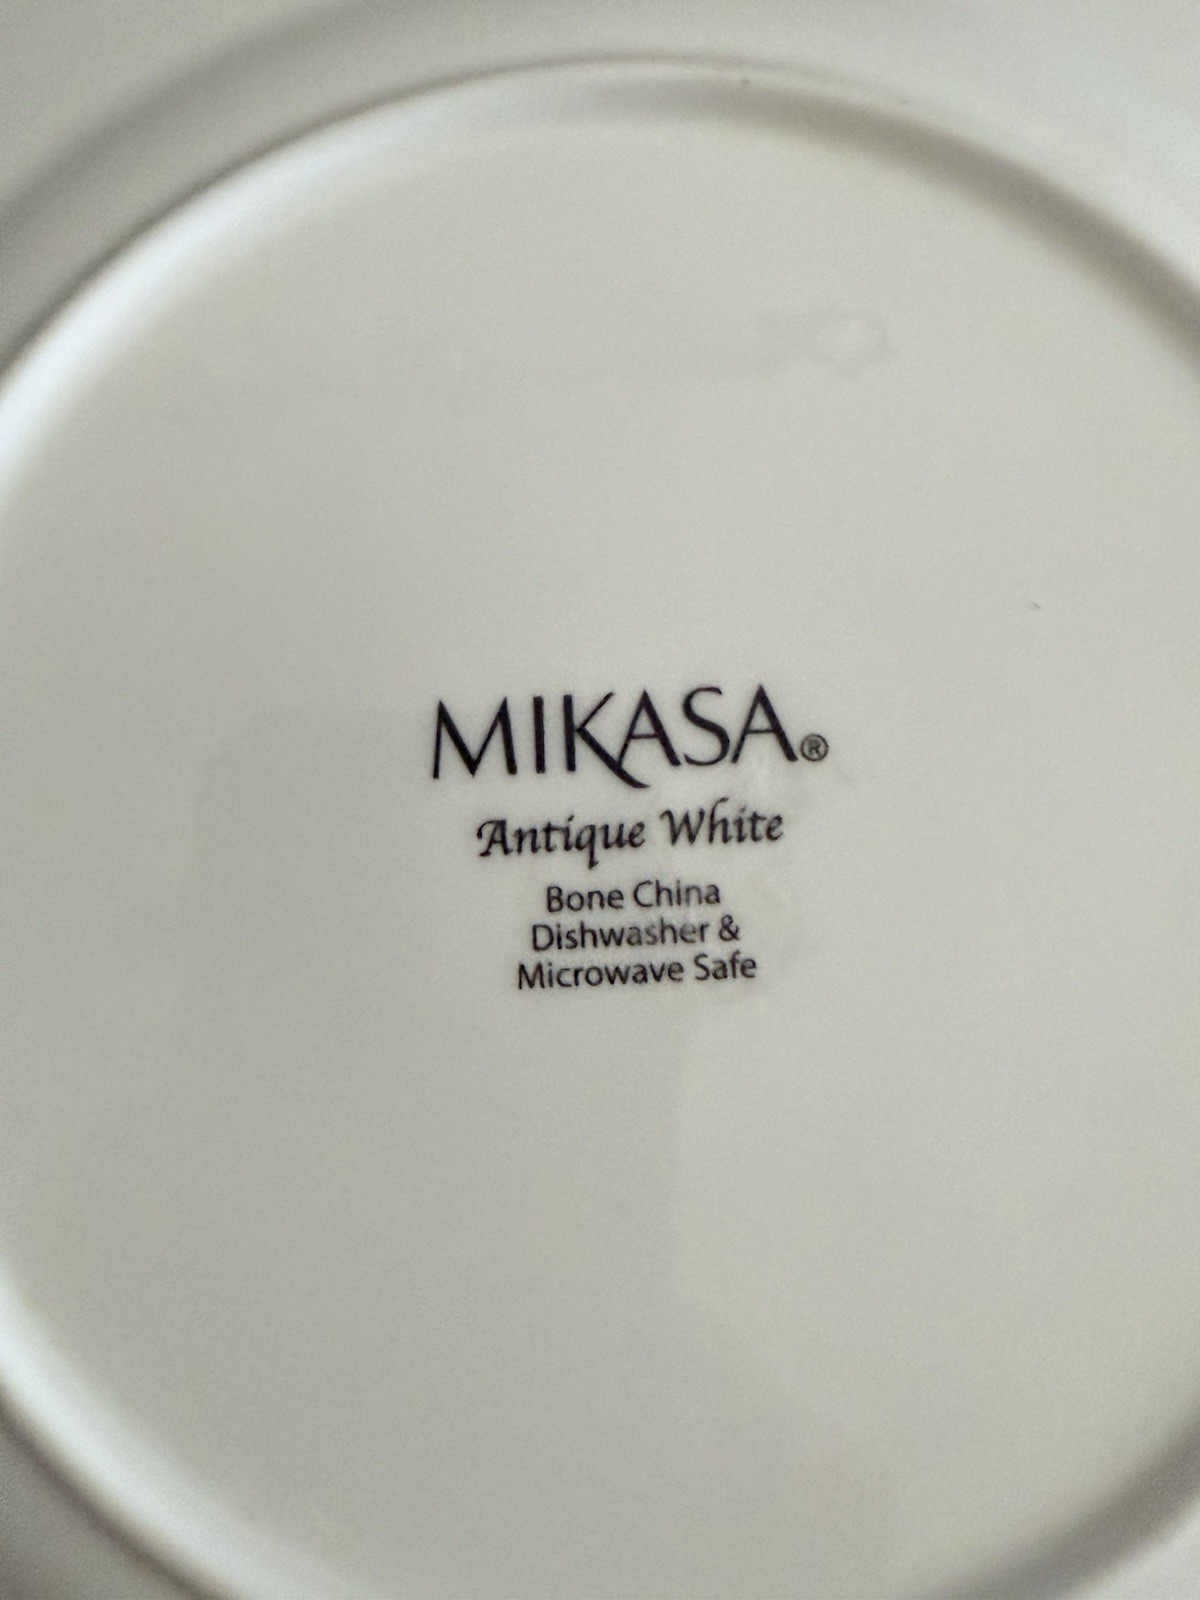 MIKASA®
Antique White
Bone China
Dishwasher &
Microwave Safe